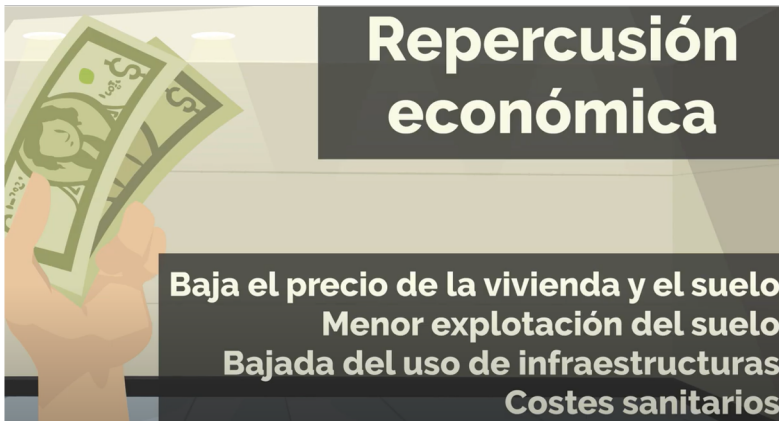 Repercusión
económica
Baja el precio de la vivienda y el suelo
Menor explotación del suelo
Bajada del uso de infraestructuras
Costes sanitarios